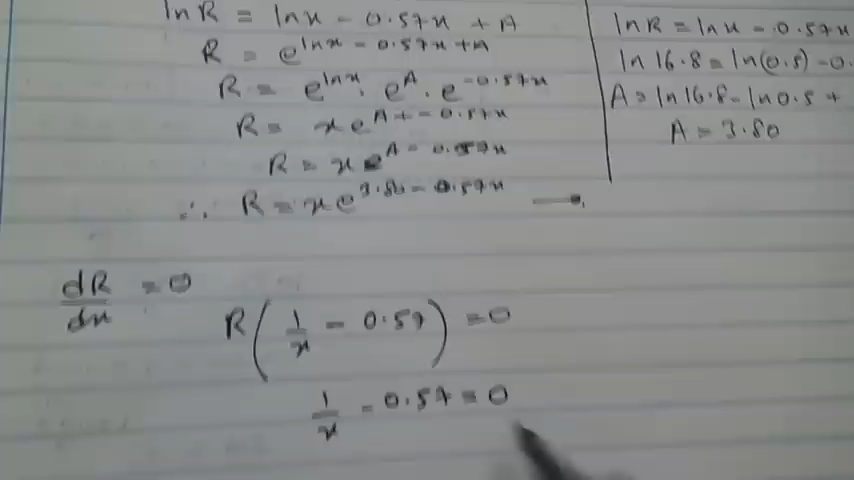 ln R = ln x - 0.57x + A
R = e^{ln x - 0.57x + A}
R = e^{ln x} . e^{A} . e^{-0.57x}
R = x e^{A + - 0.57x}
R = x e^{A - 0.57x}
∴ R = x e^{3.80 - 0.57x}
ln R = ln x - 0.57x
ln 16.8 = ln(0.5) - 0.
A = ln 16.8 - ln 0.5 +
A = 3.80
dR/dx = 0
R(1/x - 0.57) = 0
1/x - 0.57 = 0